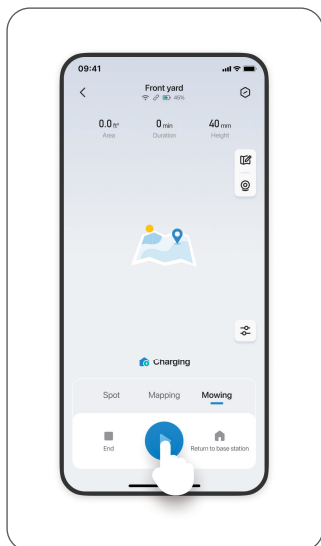 09:41
Front yard
46%
0.0 ft² 0 min 40 mm
Area Duration Height
Charging
Spot Mapping Mowing
End Return to base station